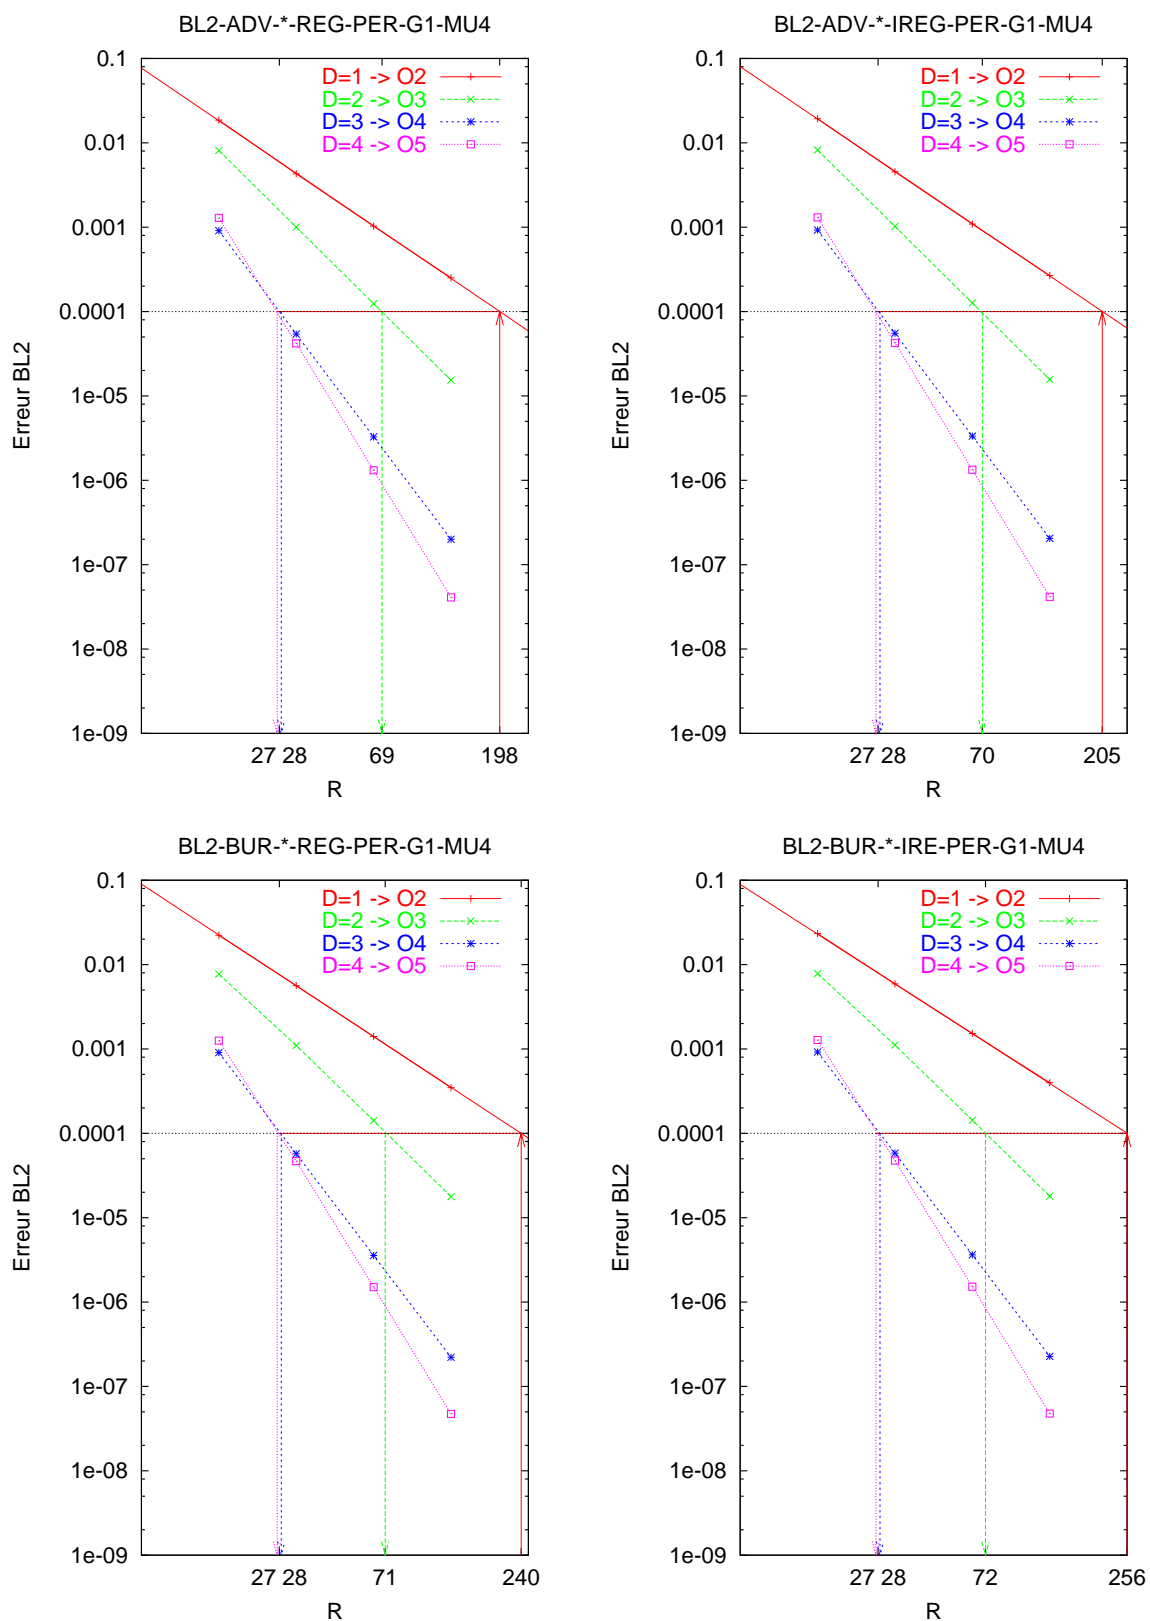 BL2-ADV-*-REG-PER-G1-MU4
D=1 -> O2
D=2 -> O3
D=3 -> O4
D=4 -> O5
0.1
0.01
0.001
0.0001
1e-05
1e-06
1e-07
1e-08
1e-09
Erreur BL2
27 28 69 198
R
BL2-ADV-*-IREG-PER-G1-MU4
D=1 -> O2
D=2 -> O3
D=3 -> O4
D=4 -> O5
0.1
0.01
0.001
0.0001
1e-05
1e-06
1e-07
1e-08
1e-09
Erreur BL2
27 28 70 205
R
BL2-BUR-*-REG-PER-G1-MU4
D=1 -> O2
D=2 -> O3
D=3 -> O4
D=4 -> O5
0.1
0.01
0.001
0.0001
1e-05
1e-06
1e-07
1e-08
1e-09
Erreur BL2
27 28 71 240
R
BL2-BUR-*-IRE-PER-G1-MU4
D=1 -> O2
D=2 -> O3
D=3 -> O4
D=4 -> O5
0.1
0.01
0.001
0.0001
1e-05
1e-06
1e-07
1e-08
1e-09
Erreur BL2
27 28 72 256
R